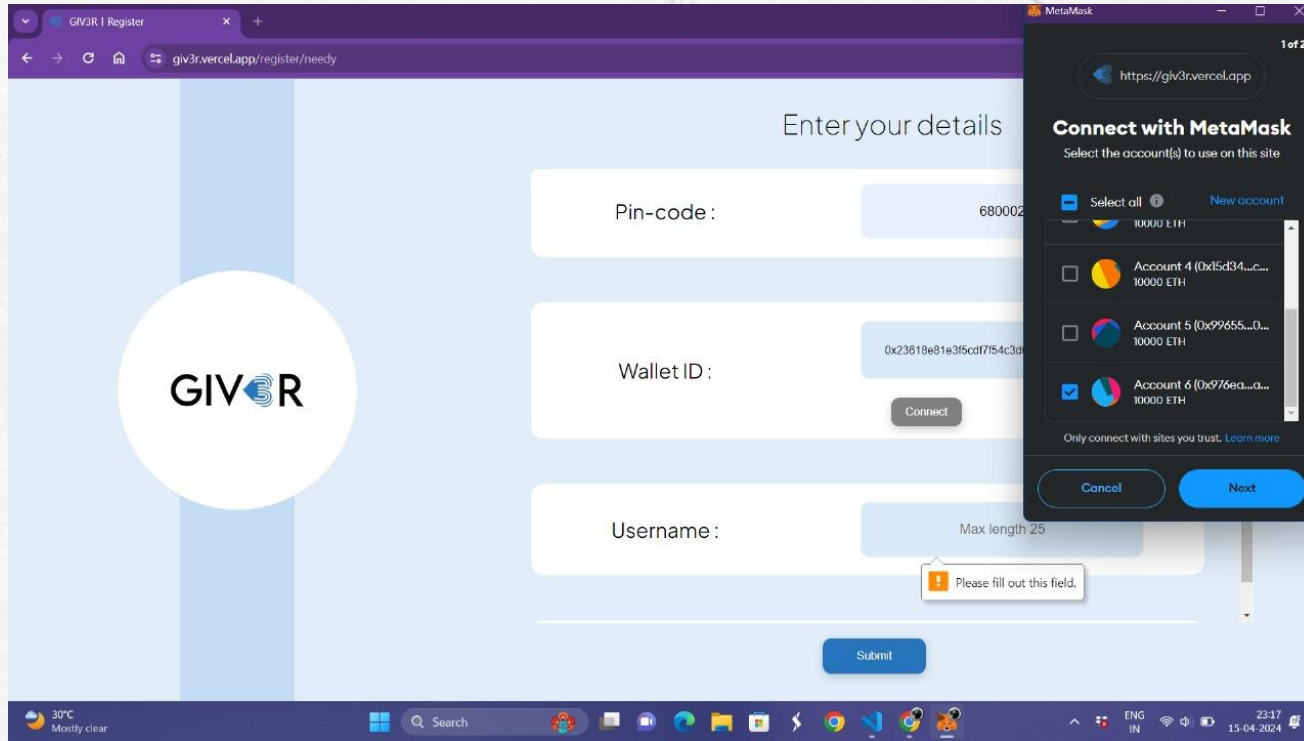 GIV3R | Register
MetaMask
giv3r.vercel.app/register/needy
1 of 2
https://giv3r.vercel.app
Connect with MetaMask
Select the account(s) to use on this site
Select all
New account
10000 ETH
Account 4 (0x15d34...c...
10000 ETH
Account 5 (0x99655...0...
10000 ETH
Account 6 (0x976ea...a...
10000 ETH
Only connect with sites you trust. Learn more
Cancel
Next
GIV3R
Enter your details
Pin-code :
680002
Wallet ID :
Connect
Username :
Max length 25
Please fill out this field.
Submit
30°C
Mostly clear
Search
ENG
IN
23:17
15-04-2024